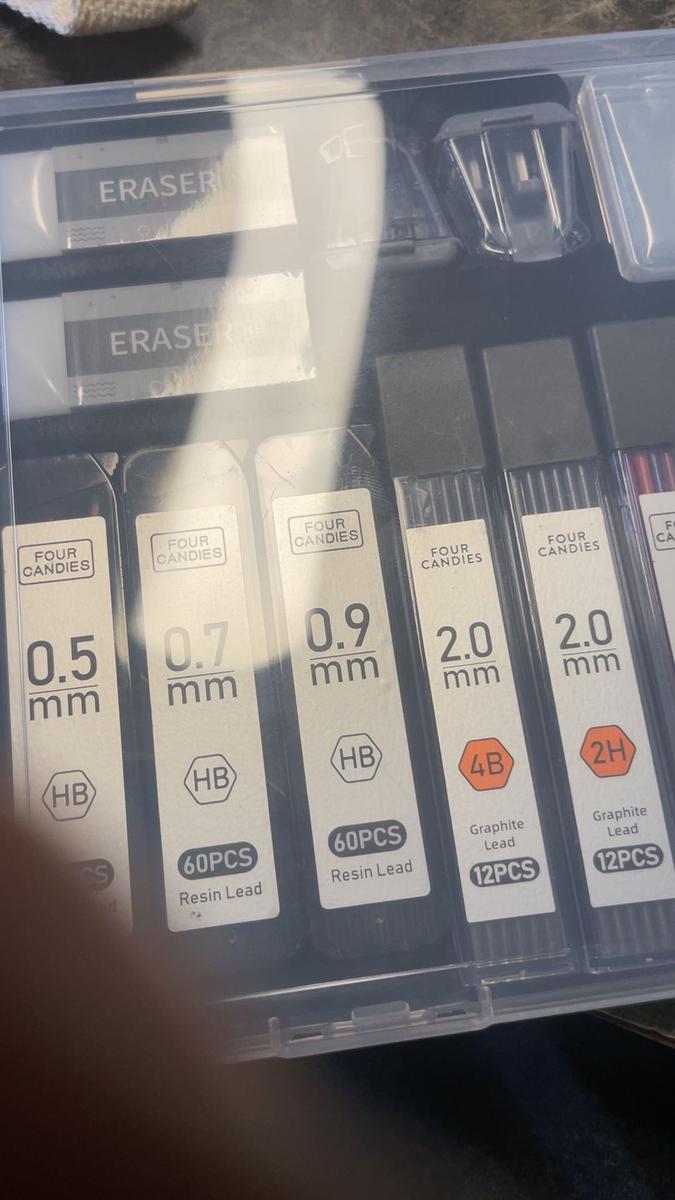 ERASER
ERASER
FOUR
CANDIES
0.5
mm
HB
CS
FOUR
CANDIES
0.7
mm
HB
60PCS
Resin Lead
FOUR
CANDIES
0.9
mm
HB
60PCS
Resin Lead
FOUR
CANDIES
2.0
mm
4B
Graphite
Lead
12PCS
FOUR
CANDIES
2.0
mm
2H
Graphite
Lead
12PCS